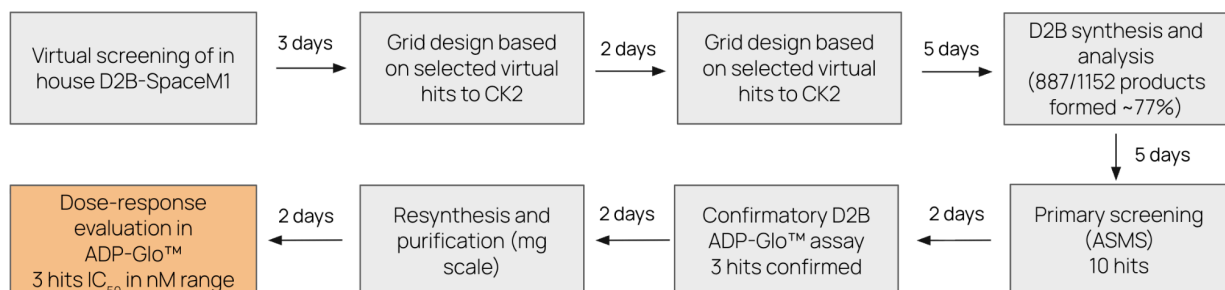 Virtual screening of in
house D2B-SpaceM1
3 days
Grid design based
on selected virtual
hits to CK2
2 days
Grid design based
on selected virtual
hits to CK2
5 days
D2B synthesis and
analysis
(887/1152 products
formed ~77%)
5 days
Primary screening
(ASMS)
10 hits
2 days
Confirmatory D2B
ADP-Glo™ assay
3 hits confirmed
2 days
Resynthesis and
purification (mg
scale)
2 days
Dose-response
evaluation in
ADP-Glo™
3 hits IC₅₀ in nM range